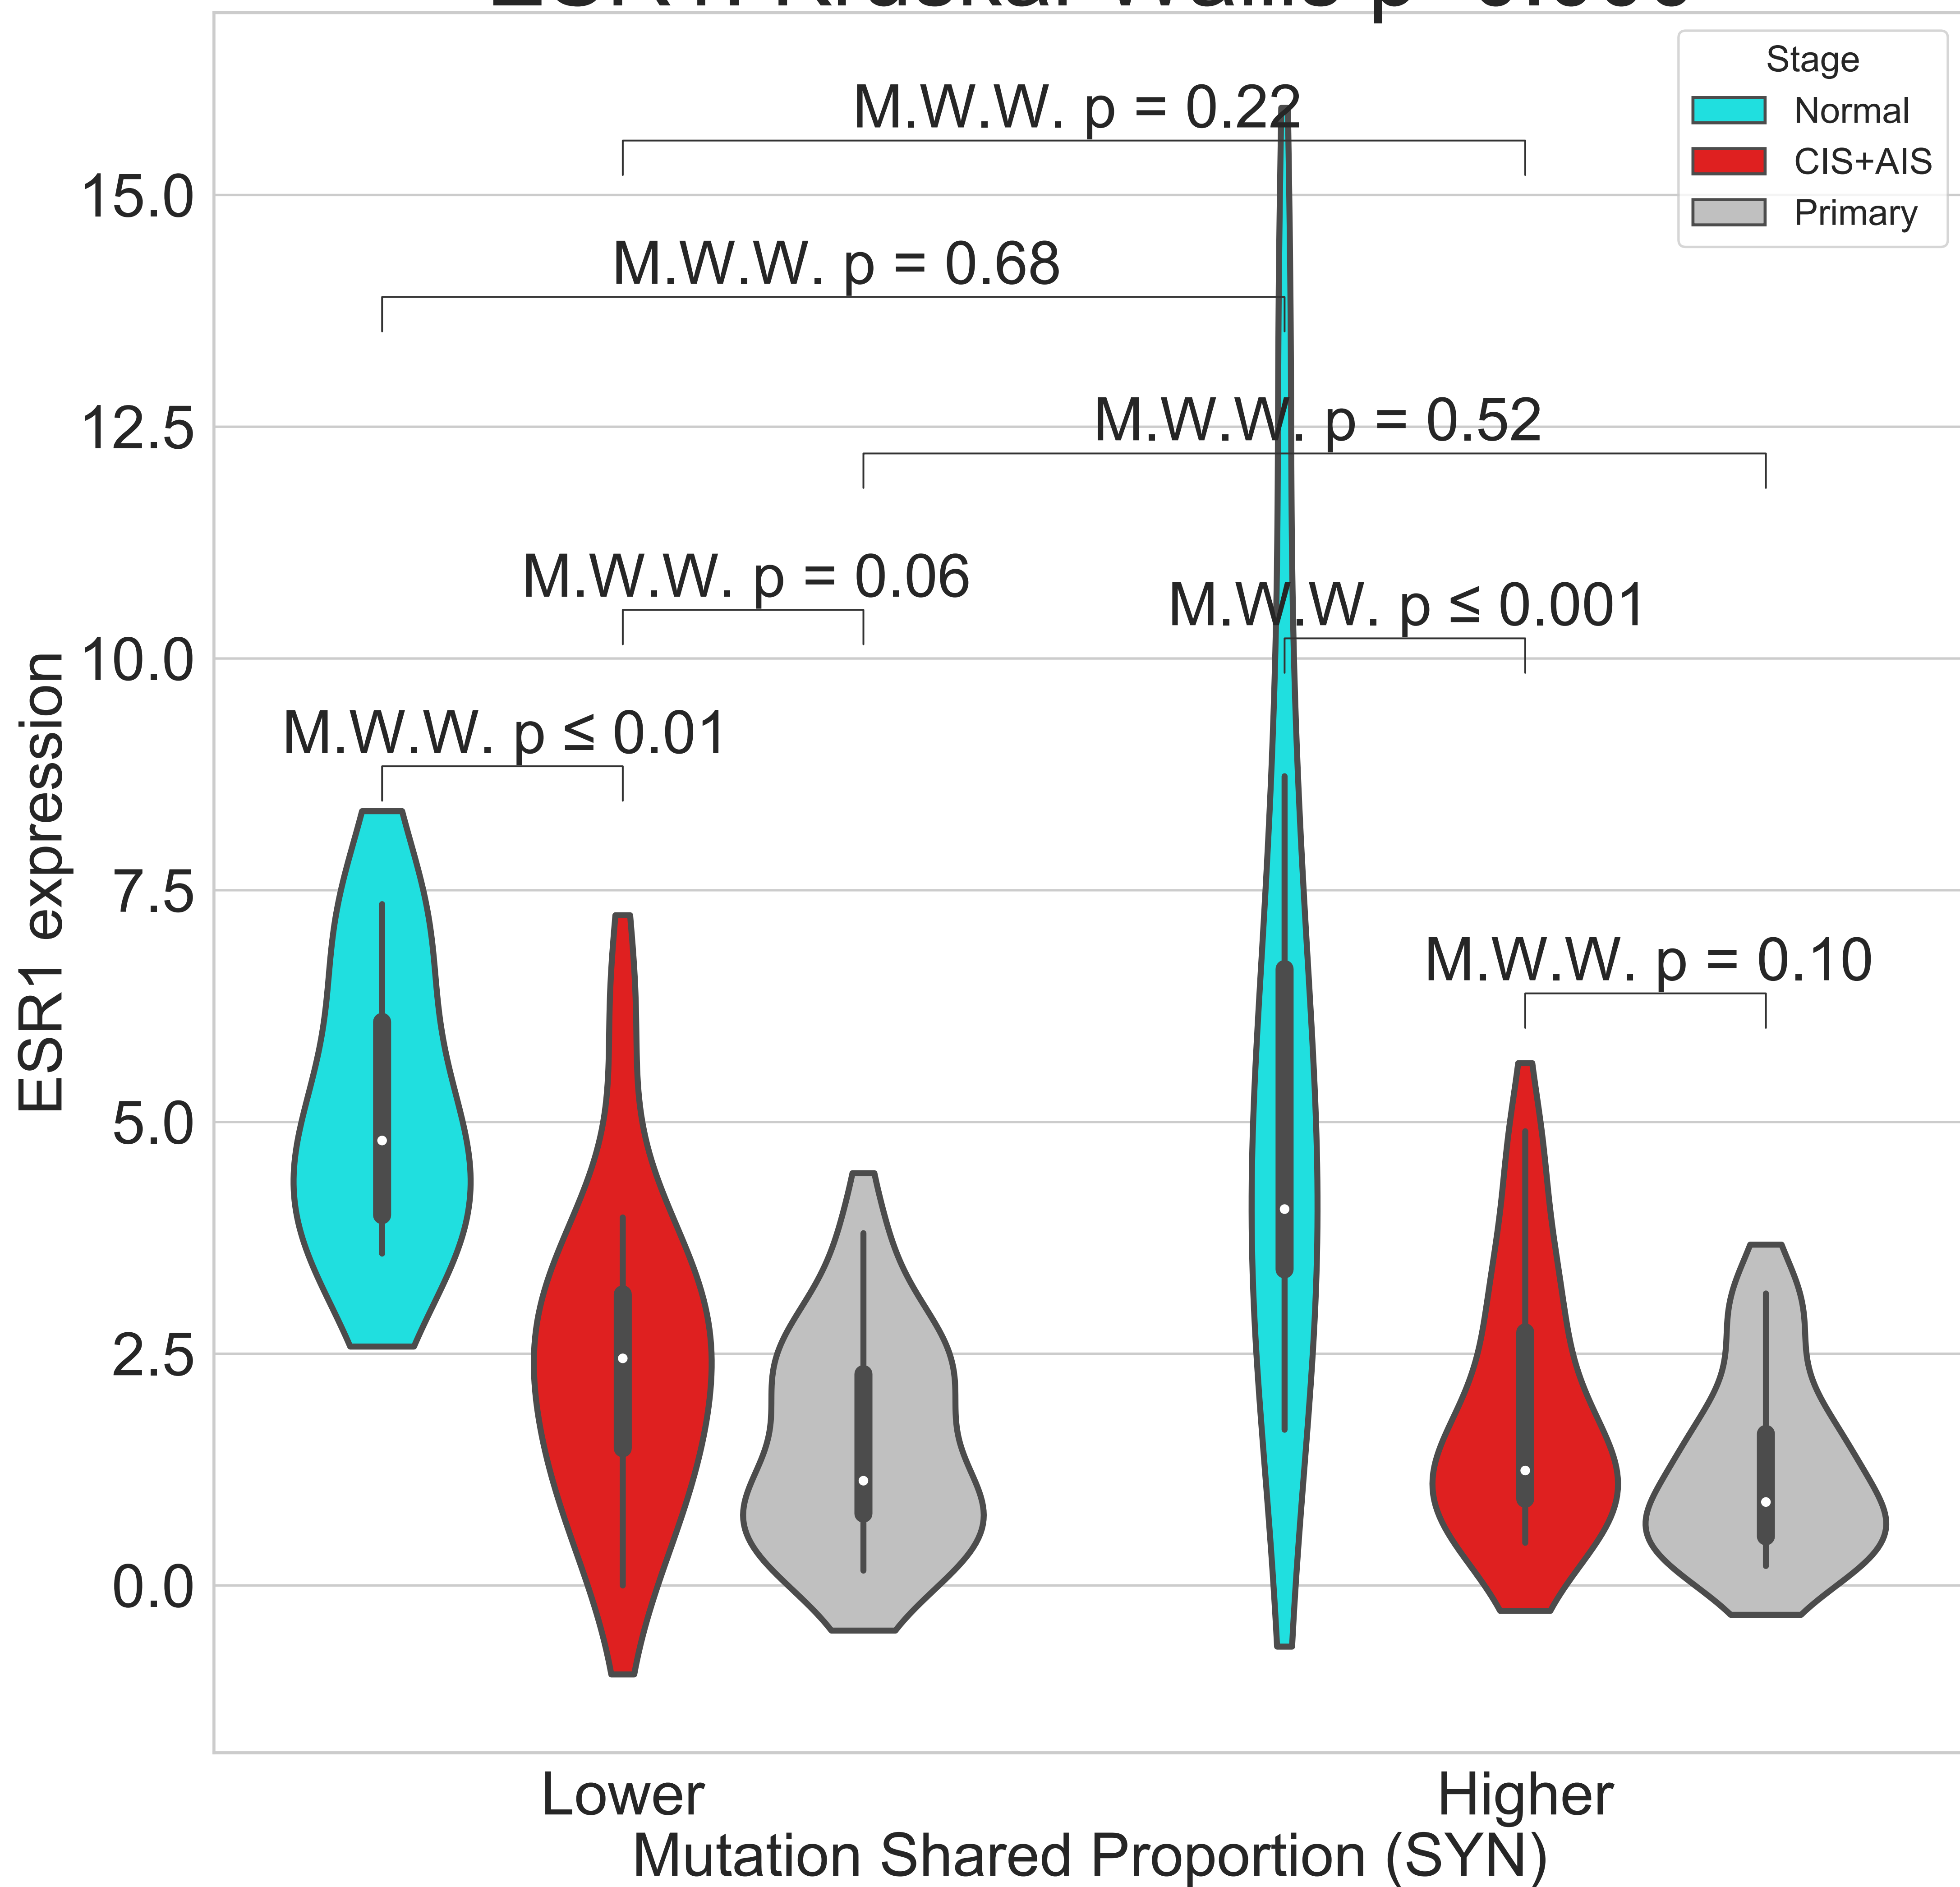 Stage
Normal
CIS+AIS
Primary
M.W.W. p = 0.22
M.W.W. p = 0.68
M.W.W. p = 0.52
M.W.W. p = 0.06
M.W.W. p ≤ 0.001
M.W.W. p ≤ 0.01
M.W.W. p = 0.10
ESR1 expression
15.0
12.5
10.0
7.5
5.0
2.5
0.0
Lower
Higher
Mutation Shared Proportion (SYN)